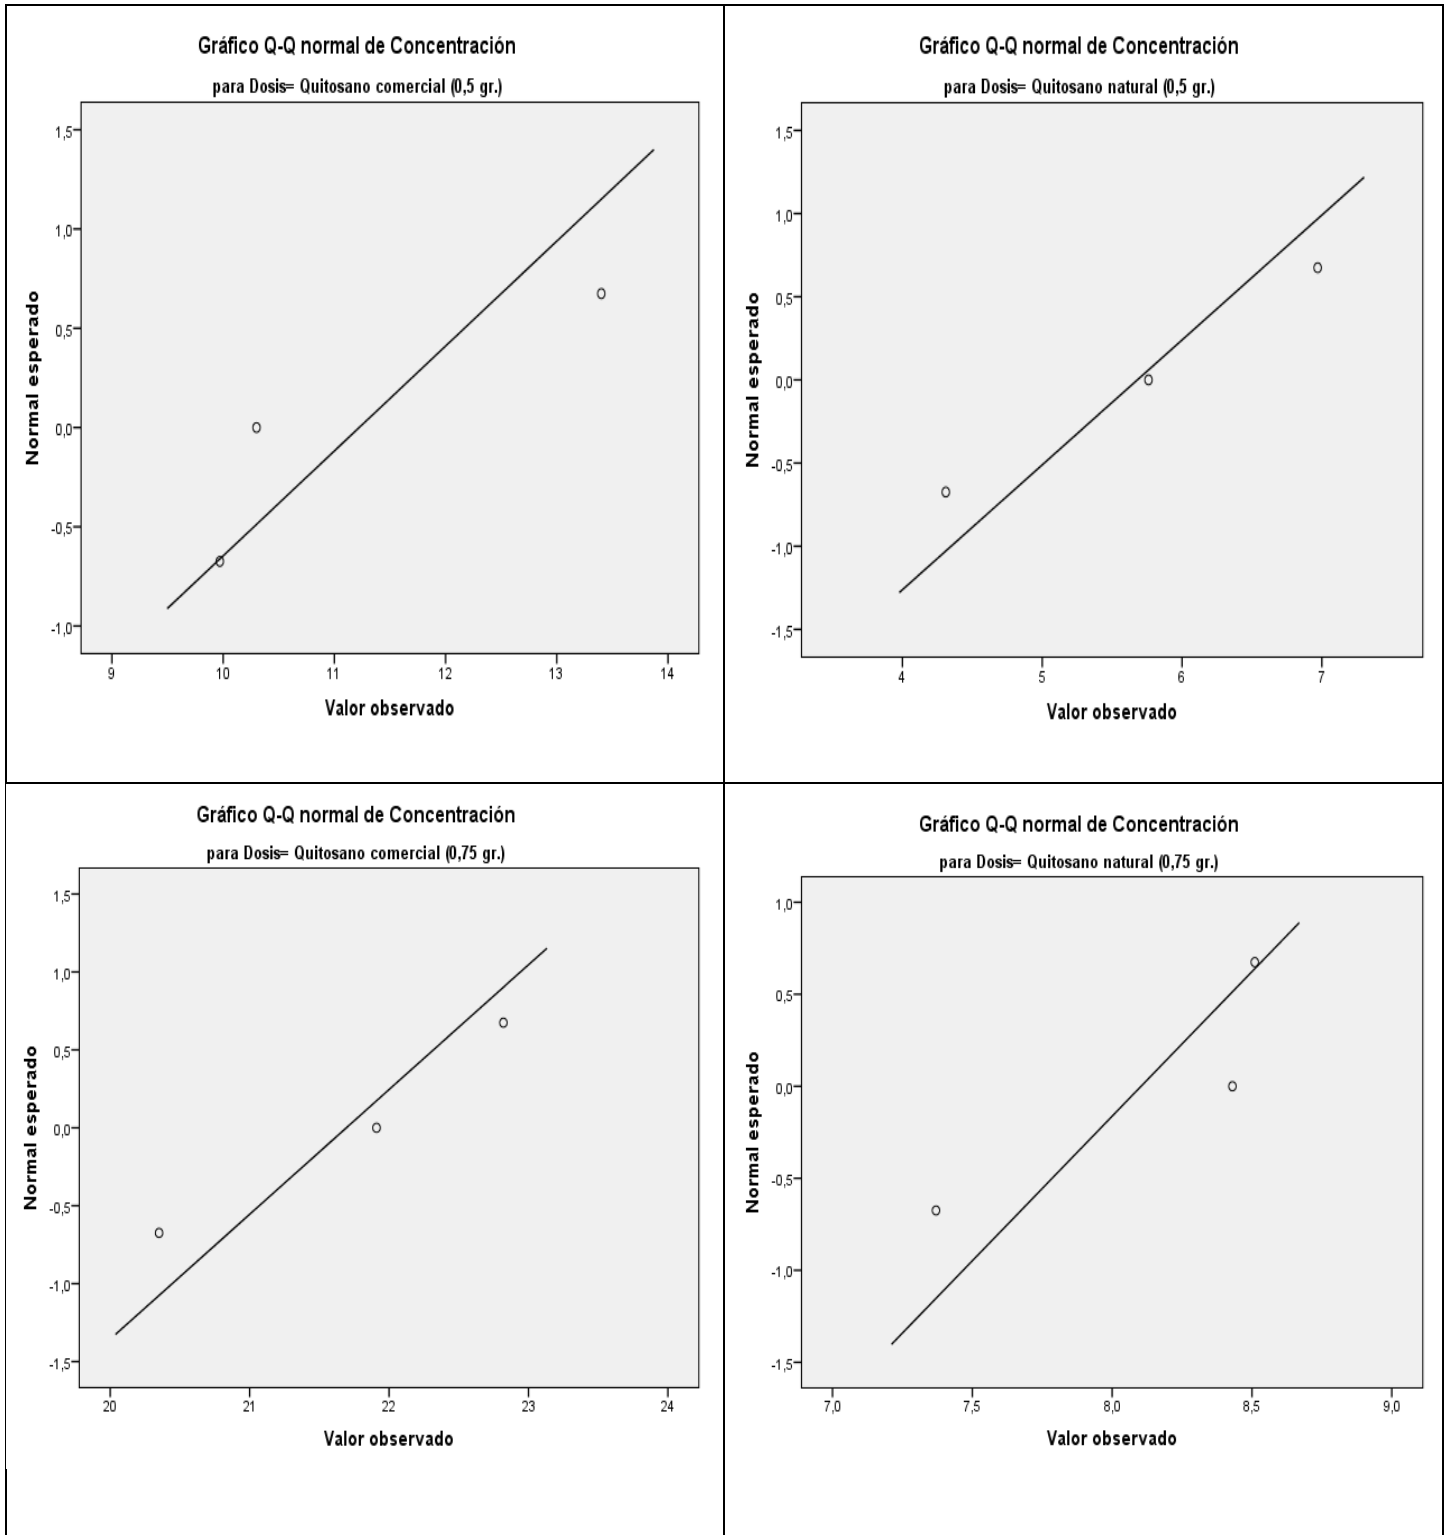 Gráfico Q-Q normal de Concentración
para Dosis= Quitosano comercial (0,5 gr.)
Normal esperado
1,5
1,0
0,5
0,0
-0,5
-1,0
9 10 11 12 13 14
Valor observado
Gráfico Q-Q normal de Concentración
para Dosis= Quitosano natural (0,5 gr.)
Normal esperado
1,5
1,0
0,5
0,0
-0,5
-1,0
-1,5
4 5 6 7
Valor observado
Gráfico Q-Q normal de Concentración
para Dosis= Quitosano comercial (0,75 gr.)
Normal esperado
1,5
1,0
0,5
0,0
-0,5
-1,0
-1,5
20 21 22 23 24
Valor observado
Gráfico Q-Q normal de Concentración
para Dosis= Quitosano natural (0,75 gr.)
Normal esperado
1,0
0,5
0,0
-0,5
-1,0
-1,5
7,0 7,5 8,0 8,5 9,0
Valor observado